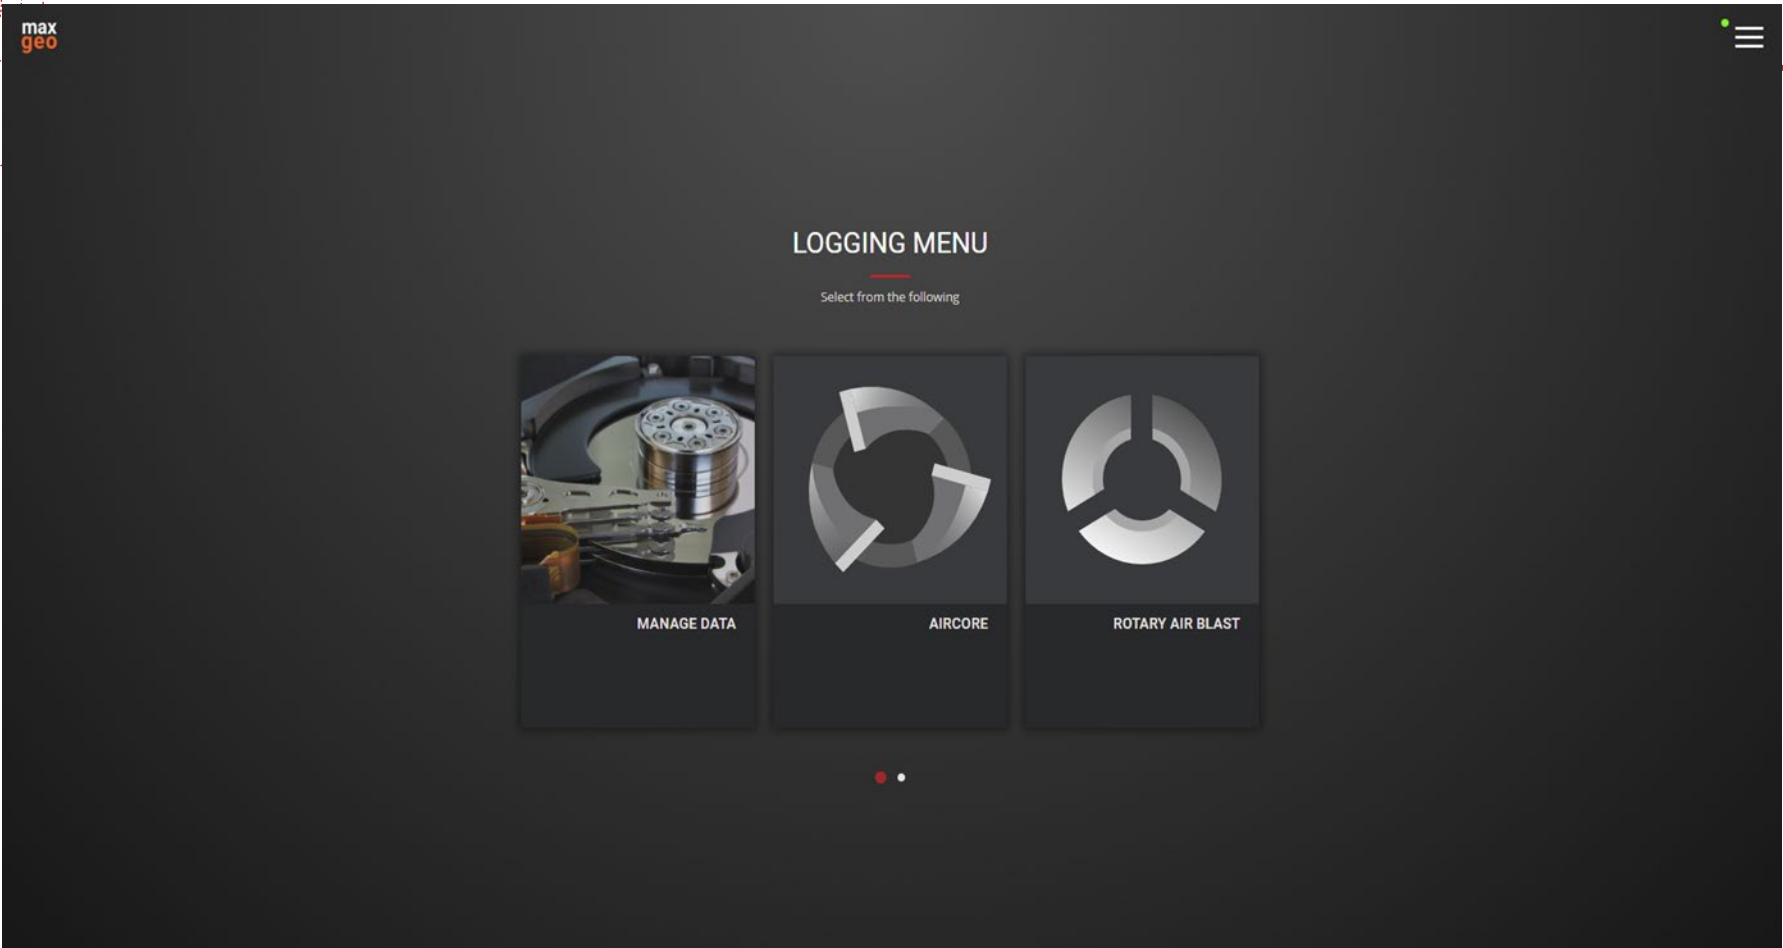 max
geo
LOGGING MENU
Select from the following
MANAGE DATA
AIRCORE
ROTARY AIR BLAST